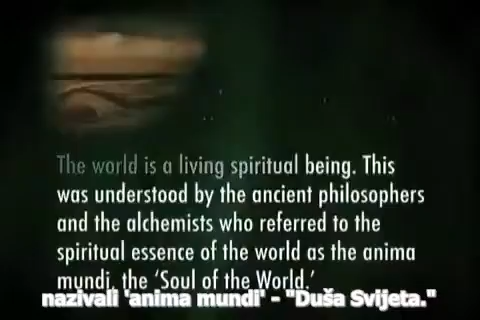 The world is a living spiritual being. This
was understood by the ancient philosophers
and the alchemists who referred to the
spiritual essence of the world as the anima
mundi, the ‘Soul of the World.’
nazivali 'anima mundi' - "Duša Svijeta."